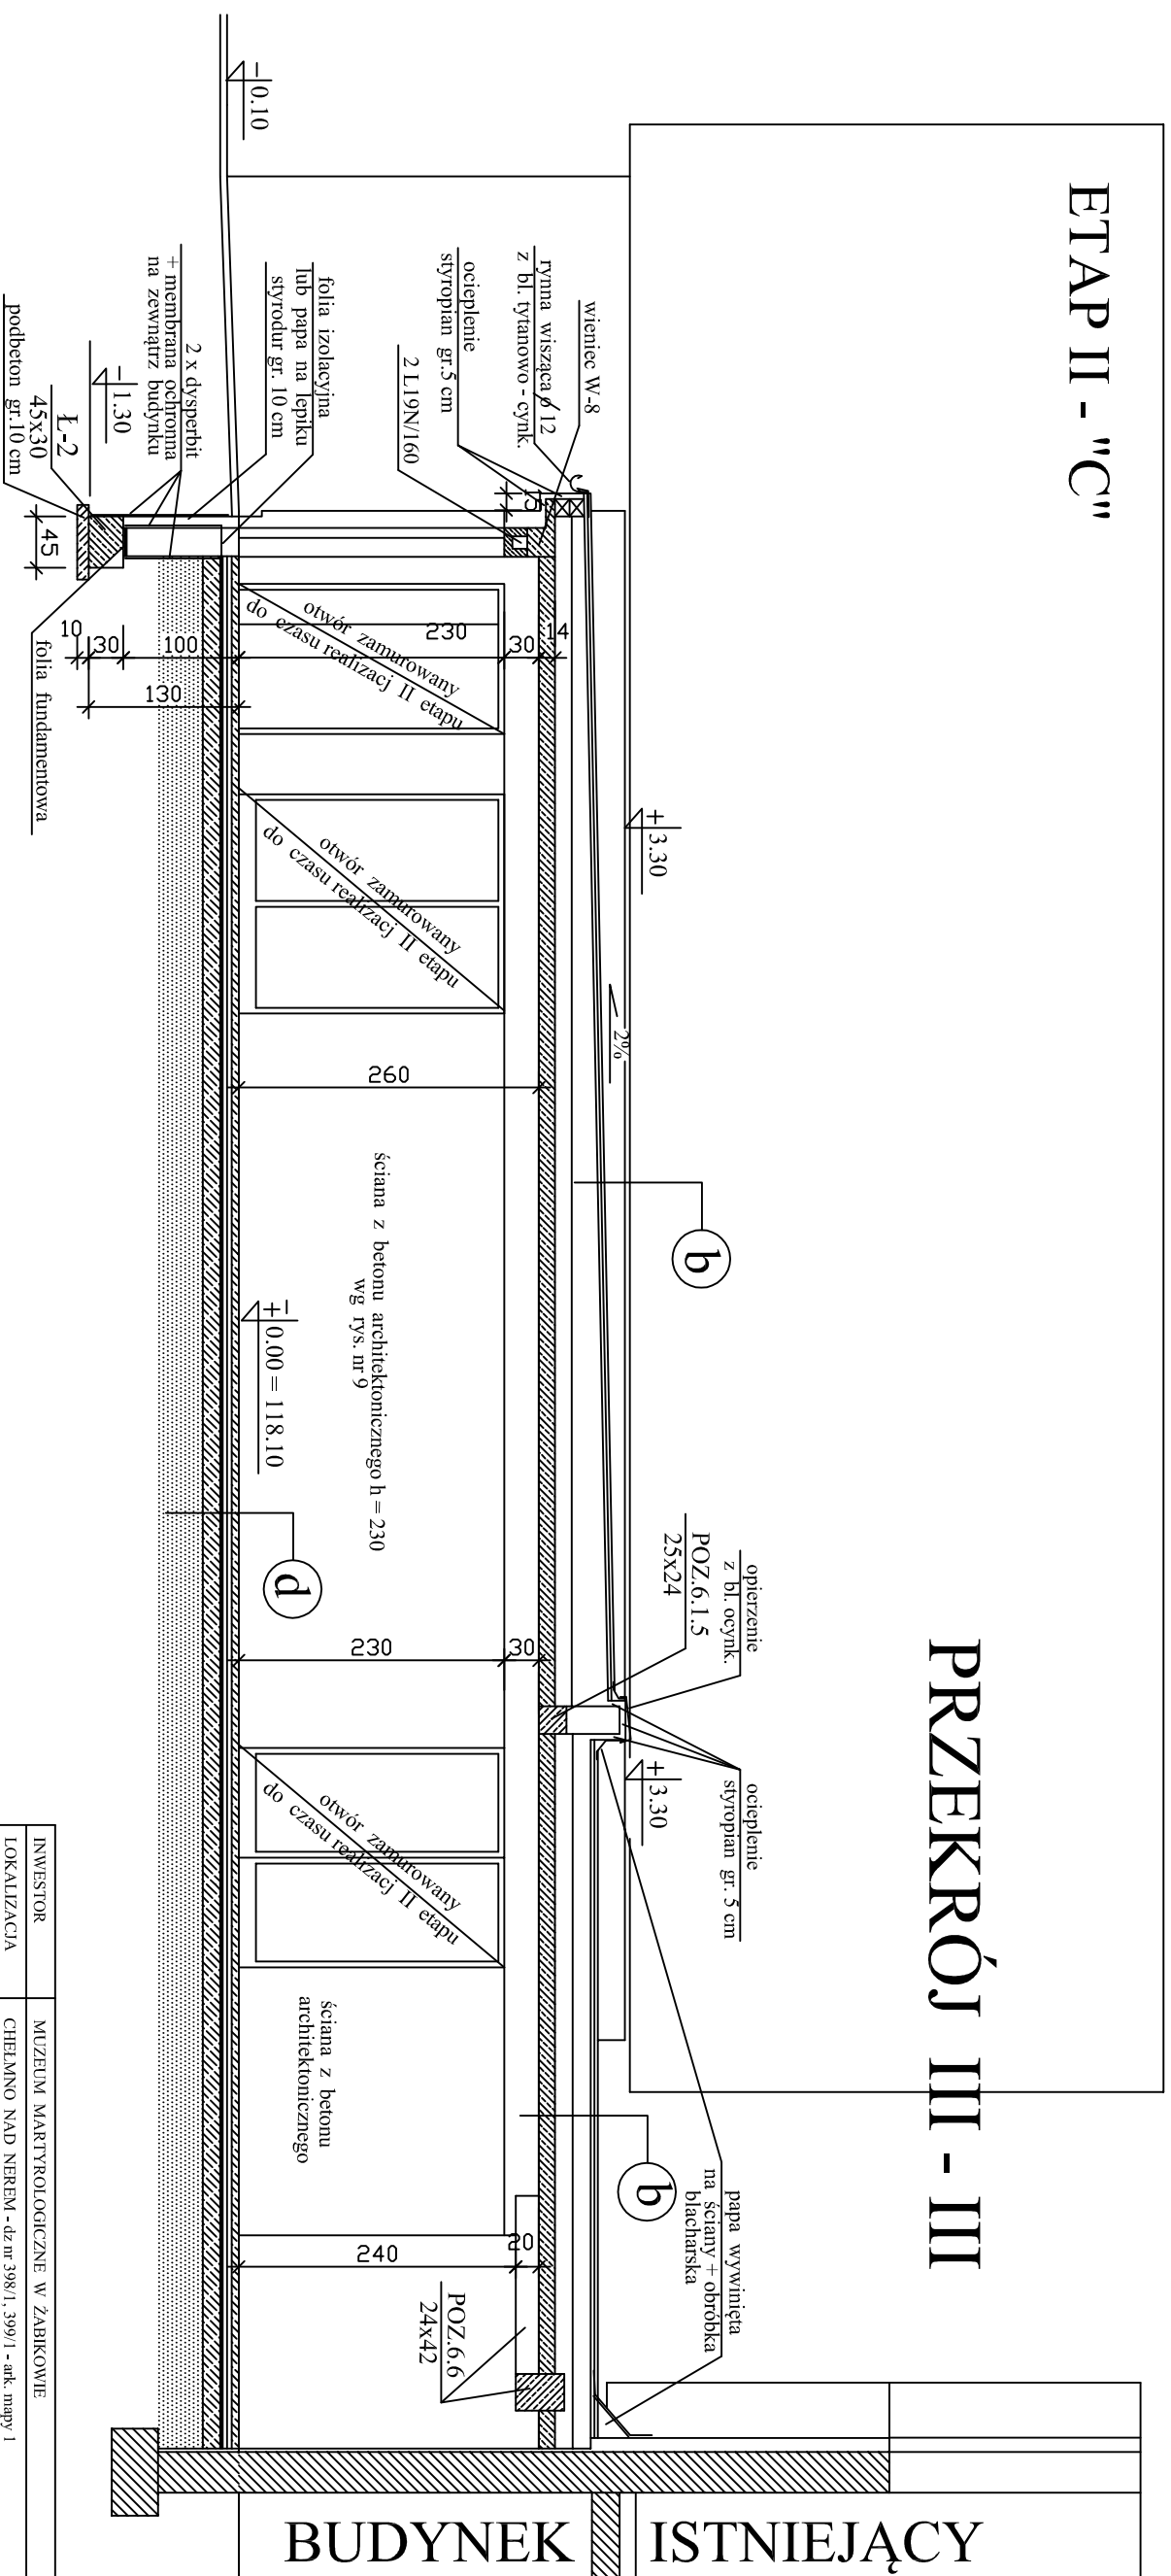 ETAP II - "C"
PRZEKRÓJ III - III
- 0.10
wieniec W-8
rynna wisząca ø 12
z bl. tytanowo - cynk.
ocieplenie
styropian gr.5 cm
2 L19N/160
folia izolacyjna
lub papa na lepiku
styrodur gr. 10 cm
2 x dysperbit
+ membrana ochronna
na zewnątrz budynku
- 1.30
Ł-2
45x30
podbeton gr.10 cm
45
5
folia fundamentowa
10
30
100
130
230
30
14
otwór zamurowany
do czasu realizacj II etapu
otwór zamurowany
do czasu realizacj II etapu
+ 3.30
2%
260
b
ściana z betonu architektonicznego h = 230
wg rys. nr 9
+- 0.00 = 118.10
d
230
30
opierzenie
z bl. ocynk.
POZ.6.1.5
25x24
ocieplenie
styropian gr. 5 cm
+ 3.30
otwór zamurowany
do czasu realizacj II etapu
ściana z betonu
architektonicznego
b
papa wywinięta
na ściany + obróbka
blacharska
20
240
POZ.6.6
24x42
BUDYNEK ISTNIEJĄCY
INWESTOR MUZEUM MARTYROLOGICZNE W ŻABIKOWIE
LOKALIZACJA CHEŁMNO NAD NEREM - dz nr 398/1, 399/1 - ark. mapy 1